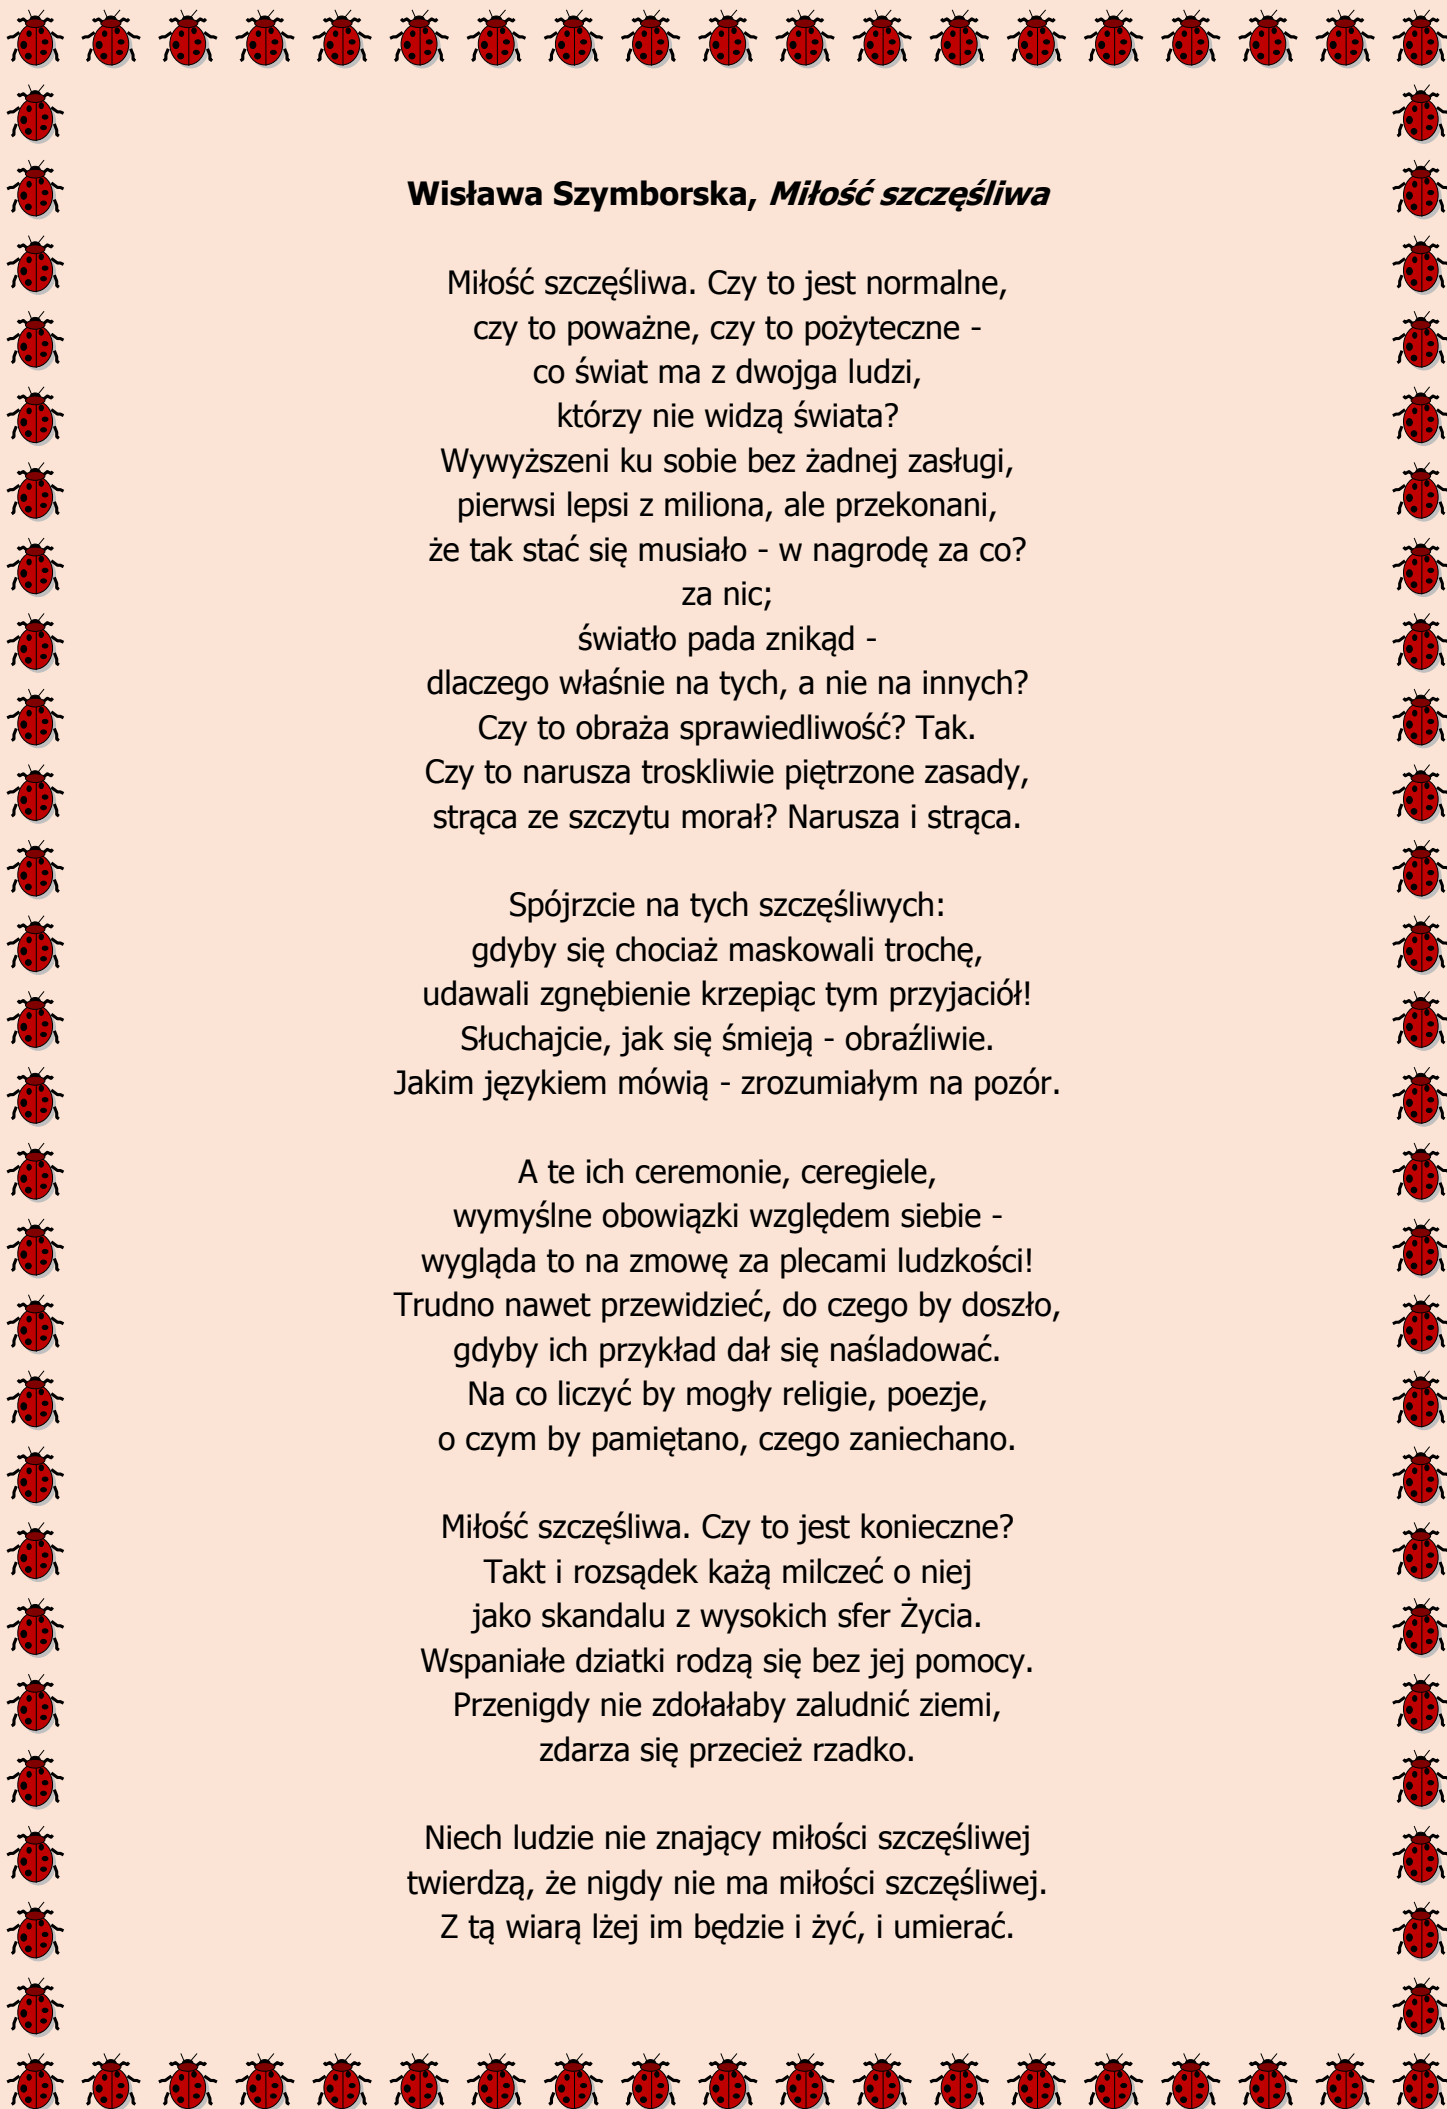 Wisława Szymborska, Miłość szczęśliwa
Miłość szczęśliwa. Czy to jest normalne,
czy to poważne, czy to pożyteczne -
co świat ma z dwojga ludzi,
którzy nie widzą świata?
Wywyższeni ku sobie bez żadnej zasługi,
pierwsi lepsi z miliona, ale przekonani,
że tak stać się musiało - w nagrodę za co?
za nic;
światło pada znikąd -
dlaczego właśnie na tych, a nie na innych?
Czy to obraża sprawiedliwość? Tak.
Czy to narusza troskliwie piętrzone zasady,
strąca ze szczytu morał? Narusza i strąca.
Spójrzcie na tych szczęśliwych:
gdyby się chociaż maskowali trochę,
udawali zgnębienie krzepiąc tym przyjaciół!
Słuchajcie, jak się śmieją - obraźliwie.
Jakim językiem mówią - zrozumiałym na pozór.
A te ich ceremonie, ceregiele,
wymyślne obowiązki względem siebie -
wygląda to na zmowę za plecami ludzkości!
Trudno nawet przewidzieć, do czego by doszło,
gdyby ich przykład dał się naśladować.
Na co liczyć by mogły religie, poezje,
o czym by pamiętano, czego zaniechano.
Miłość szczęśliwa. Czy to jest konieczne?
Takt i rozsądek każą milczeć o niej
jako skandalu z wysokich sfer Życia.
Wspaniałe dziatki rodzą się bez jej pomocy.
Przenigdy nie zdołałaby zaludnić ziemi,
zdarza się przecież rzadko.
Niech ludzie nie znający miłości szczęśliwej
twierdzą, że nigdy nie ma miłości szczęśliwej.
Z tą wiarą lżej im będzie i żyć, i umierać.